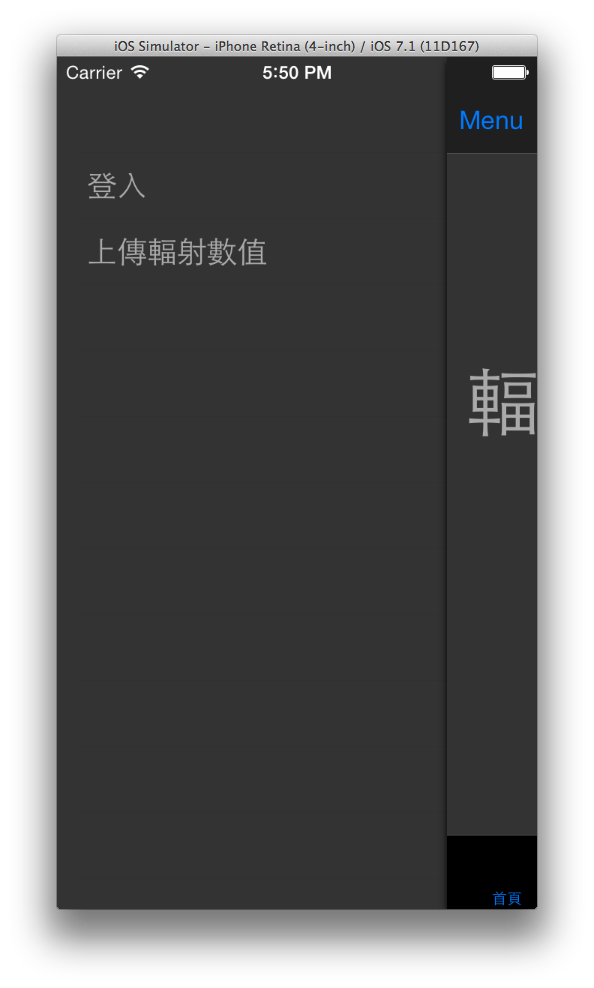 iOS Simulator – iPhone Retina (4-inch) / iOS 7.1 (11D167)
Carrier 5:50 PM
Menu
登入
上傳輻射數值
輻
首頁